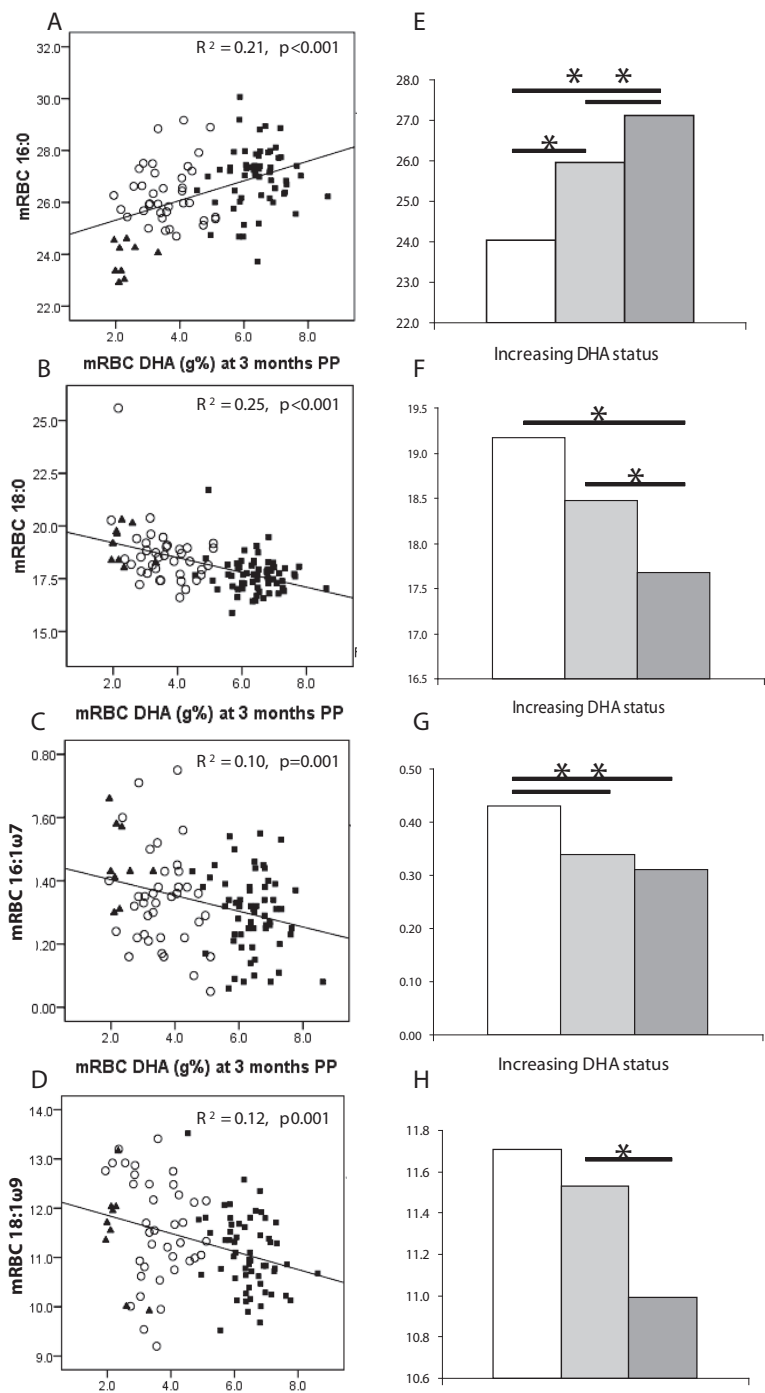 A
R² = 0.21, p<0.001
mRBC 16:0
32.0
30.0
28.0
26.0
24.0
22.0
2.0 4.0 6.0 8.0
mRBC DHA (g%) at 3 months PP
E
* *
*
28.0
27.0
26.0
25.0
24.0
23.0
22.0
Increasing DHA status
B
R² = 0.25, p<0.001
mRBC 18:0
25.0
22.5
20.0
17.5
15.0
2.0 4.0 6.0 8.0
mRBC DHA (g%) at 3 months PP
F
*
*
19.5
19.0
18.5
18.0
17.5
17.0
16.5
Increasing DHA status
C
R² = 0.10, p=0.001
mRBC 16:1ω7
0.80
1.60
1.40
1.20
0.00
2.0 4.0 6.0 8.0
mRBC DHA (g%) at 3 months PP
G
* *
0.50
0.40
0.30
0.20
0.10
0.00
Increasing DHA status
D
R² = 0.12, p0.001
mRBC 18:1ω9
14.0
13.0
12.0
11.0
10.0
9.0
2.0 4.0 6.0 8.0
H
*
11.8
11.6
11.4
11.2
11.0
10.8
10.6